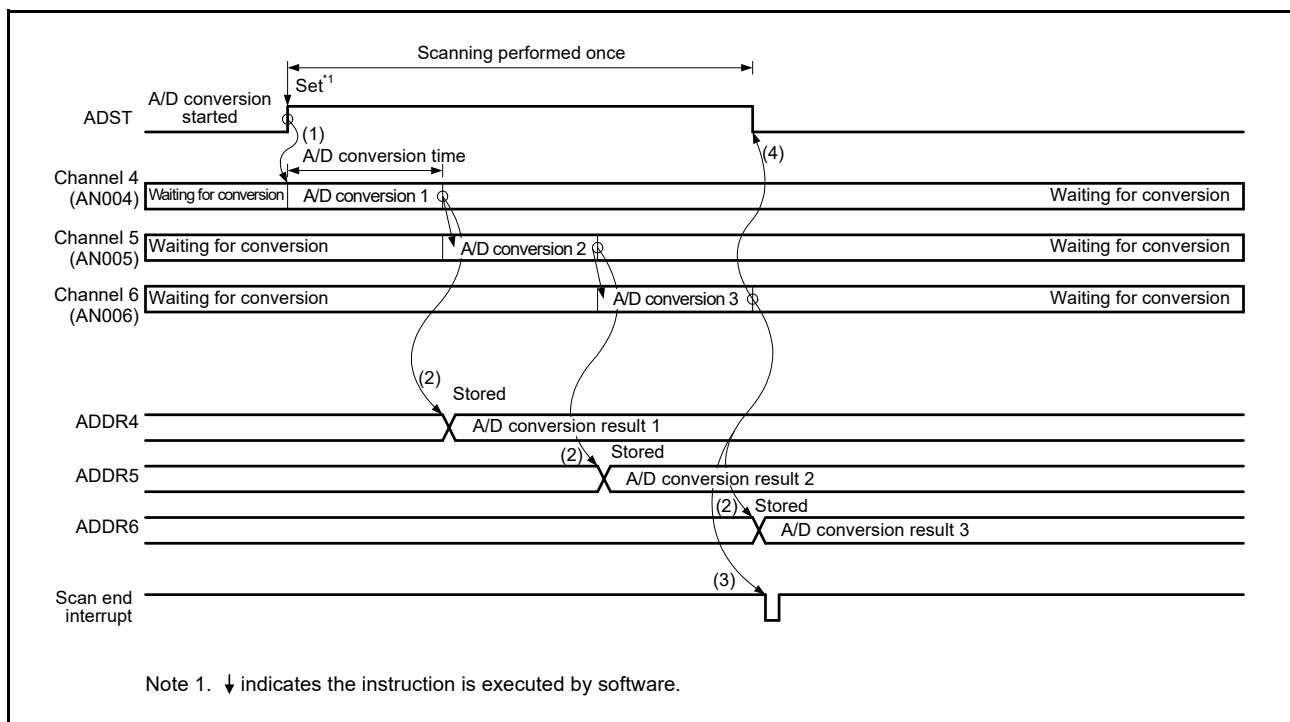 Scanning performed once
Set*1
A/D conversion
started
ADST
(1)
(4)
A/D conversion time
Channel 4
(AN004)
Waiting for conversion
A/D conversion 1
Waiting for conversion
Channel 5
(AN005)
Waiting for conversion
A/D conversion 2
Waiting for conversion
Channel 6
(AN006)
Waiting for conversion
A/D conversion 3
Waiting for conversion
(2)
Stored
ADDR4
A/D conversion result 1
(2)
Stored
ADDR5
A/D conversion result 2
(2)
Stored
ADDR6
A/D conversion result 3
(3)
Scan end
interrupt
Note 1. ↓ indicates the instruction is executed by software.